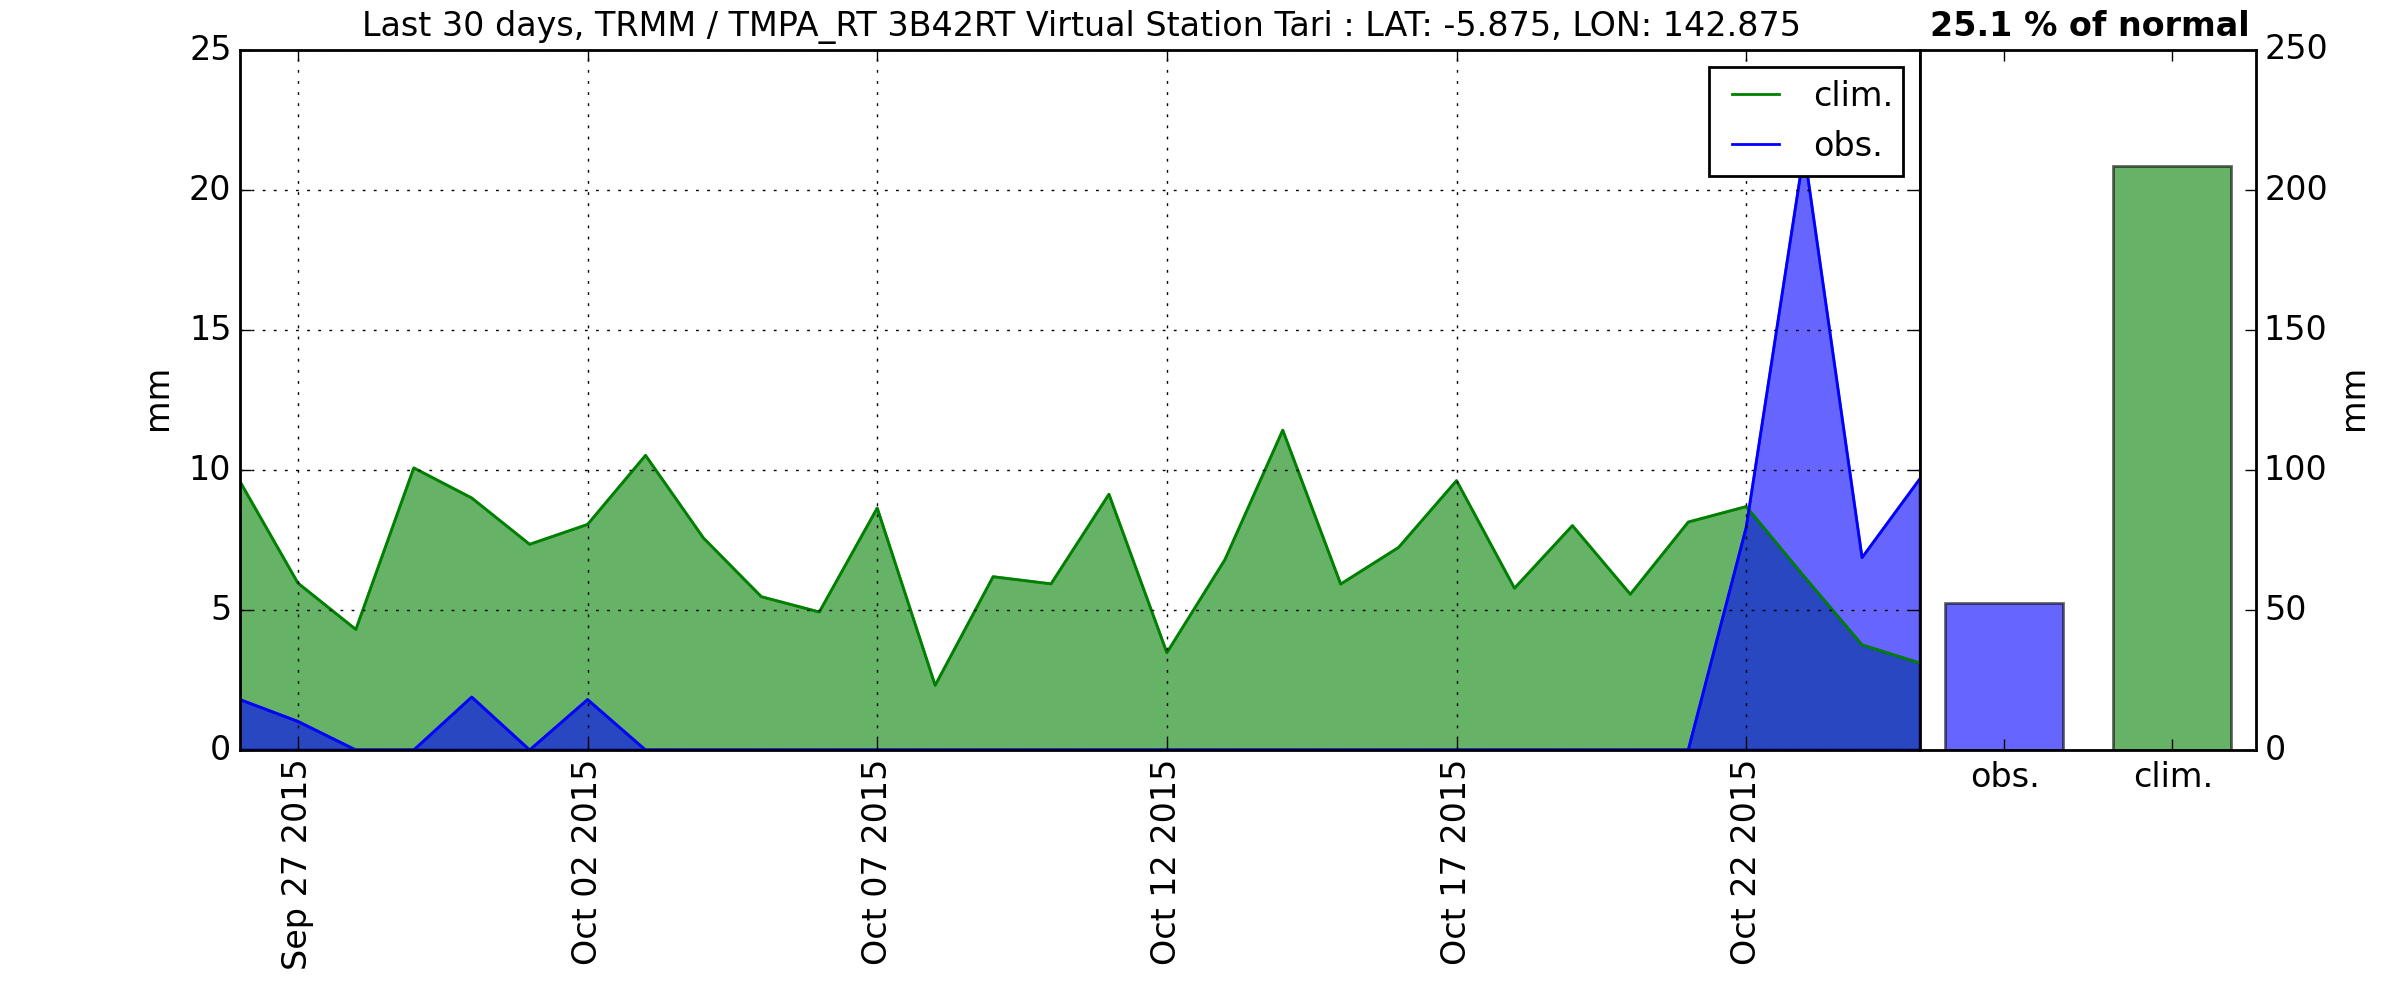 Last 30 days, TRMM / TMPA_RT 3B42RT Virtual Station Tari : LAT: -5.875, LON: 142.875
25.1 % of normal
25
20
15
10
5
0
mm
clim.
obs.
Sep 27 2015
Oct 02 2015
Oct 07 2015
Oct 12 2015
Oct 17 2015
Oct 22 2015
250
200
150
100
50
0
mm
obs.
clim.